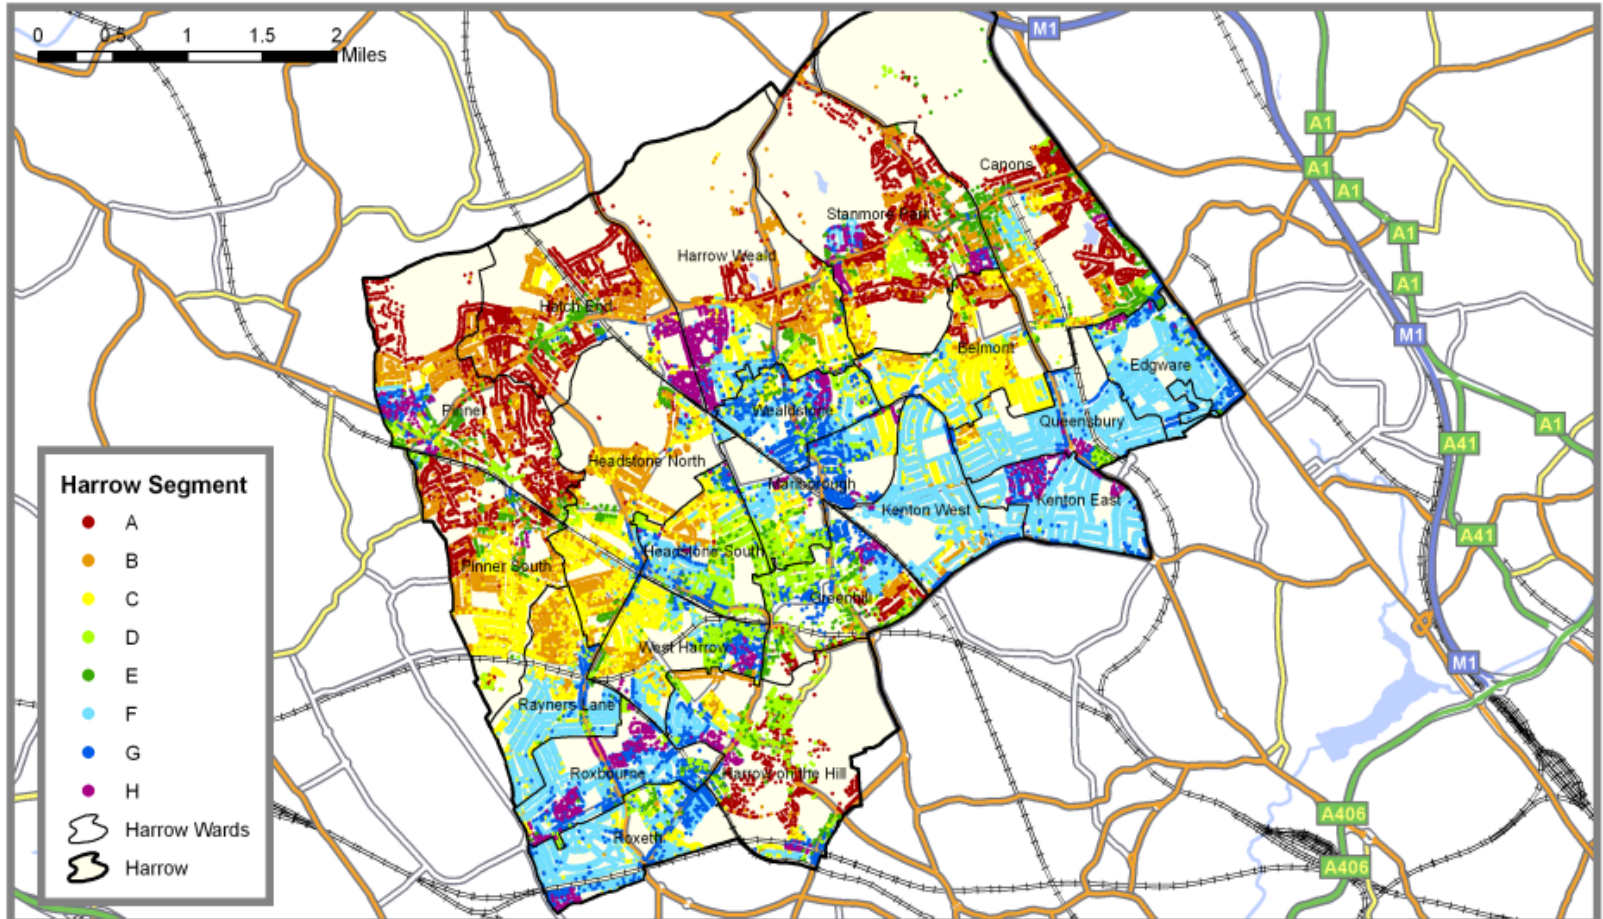 0 0.5 1 1.5 2
Miles
M1
A1
A1
A1
A1
A1
M1
A1
A41
A41
M1
A406
A406
Capons
Stanmore Park
Harrow Weald
Hatch End
Belmont
Edgware
Pinner
Wealdstone
Queensbury
Headstone North
Marlborough
Kenton West
Kenton East
Headstone South
Pinner South
Greenhill
West Harrow
Rayners Lane
Roxbourne
Harrow on the Hill
Roxeth
Harrow Segment
A
B
C
D
E
F
G
H
Harrow Wards
Harrow